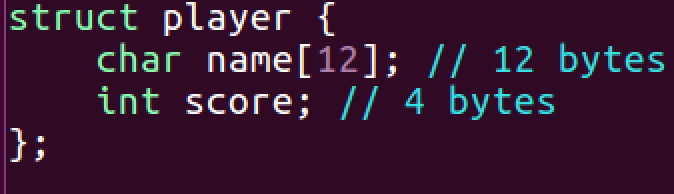 struct player {
    char name[12]; // 12 bytes
    int score; // 4 bytes
};